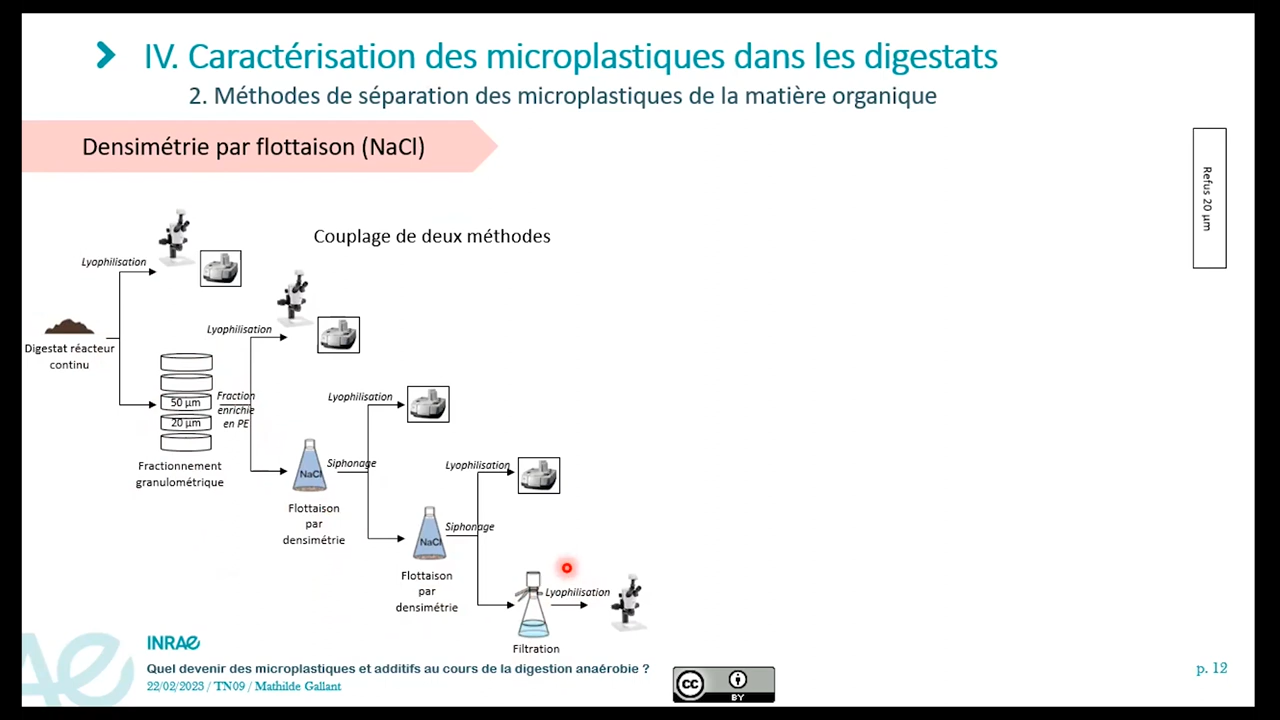 IV. Caractérisation des microplastiques dans les digestats
2. Méthodes de séparation des microplastiques de la matière organique
Densimétrie par flottaison (NaCl)
Refus 20 µm
Couplage de deux méthodes
Lyophilisation
Digestat réacteur
continu
Lyophilisation
50 µm
20 µm
Fraction
enrichie
en PE
Fractionnement
granulométrique
Lyophilisation
NaCl
Siphonage
Flottaison
par
densimétrie
Lyophilisation
NaCl
Siphonage
Flottaison
par
densimétrie
Lyophilisation
Filtration
INRAE
Quel devenir des microplastiques et additifs au cours de la digestion anaérobie ?
22/02/2023 / TN09 / Mathilde Gallant
cc
BY
p. 12